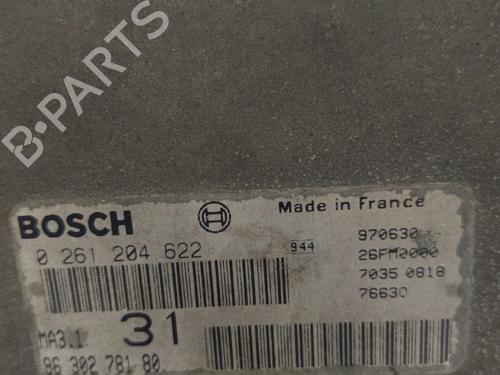 B-PARTS
BOSCH
Made in France
0 261 204 622
944
970630
26FM0000
7035 0818
76630
MA3.1
31
96 302 781 80